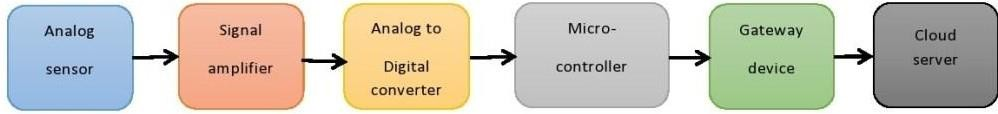 Analog
sensor
Signal
amplifier
Analog to
Digital
converter
Micro-
controller
Gateway
device
Cloud
server